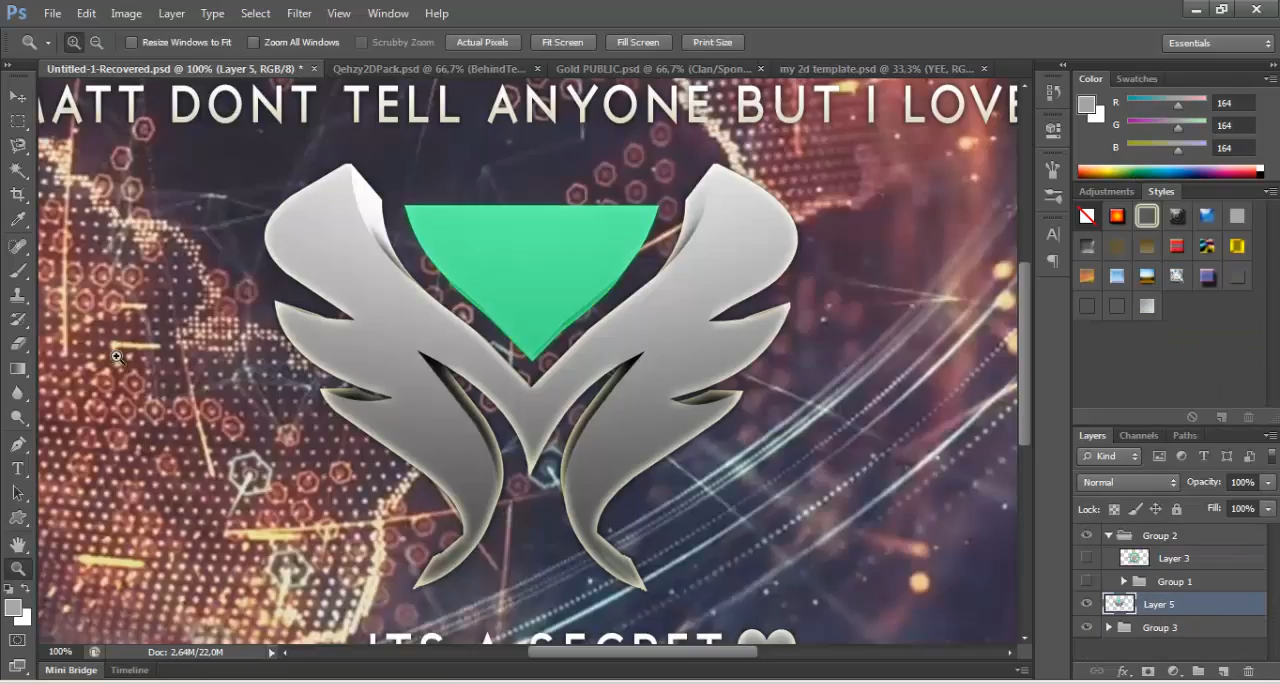 Ps File Edit Image Layer Type Select Filter View Window Help
Resize Windows to Fit Zoom All Windows Scrubby Zoom Actual Pixels Fit Screen Fill Screen Print Size Essentials
Untitled-1-Recovered.psd @ 100% (Layer 5, RGB/8) * × Qehzy2DPack.psd @ 66,7% (BehindTe... × Gold PUBLIC.psd @ 66,7% (Clan/Spon... × my 2d template.psd @ 33,3% (YEE, RG... ×
MATT DONT TELL ANYONE BUT I LOVE
ITS A SECRET
Color Swatches
R 164
G 164
B 164
Adjustments Styles
Layers Channels Paths
Kind
Normal Opacity: 100%
Lock: Fill: 100%
Group 2
Layer 3
Group 1
Layer 5
Group 3
100% Doc: 2,64M/22,0M
Mini Bridge Timeline